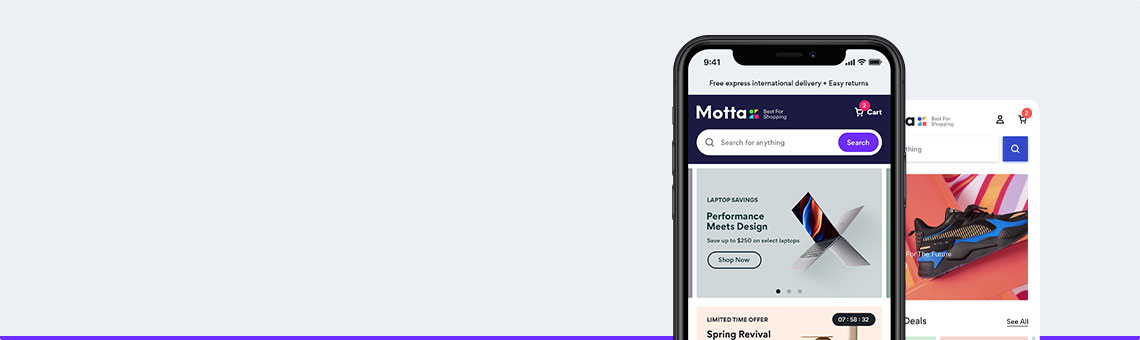 9:41
Free express international delivery + Easy returns
Motta
Best For
Shopping
2
Cart
Search for anything
Search
LAPTOP SAVINGS
Performance
Meets Design
Save up to $250 on select laptops
Shop Now
LIMITED TIME OFFER
07 : 58 : 32
Spring Revival
a
Best For
Shopping
2
thing
For The Future
Deals
See All